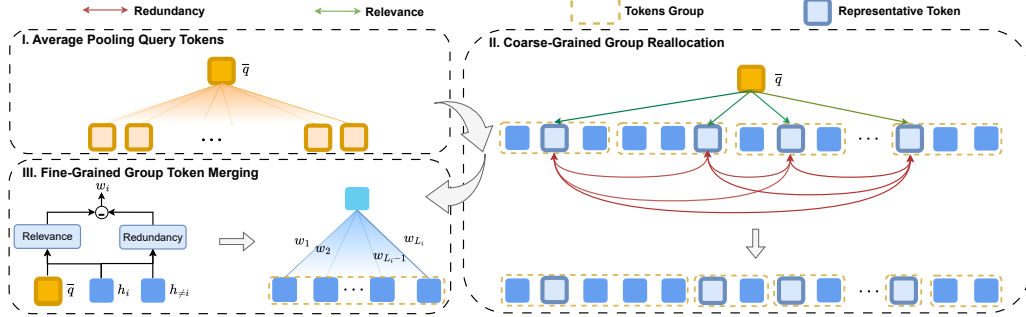 Redundancy
Relevance
Tokens Group
Representative Token
I. Average Pooling Query Tokens
q̅
...
II. Coarse-Grained Group Reallocation
q̅
...
...
III. Fine-Grained Group Token Merging
w_i
-
Relevance
Redundancy
q̅
h_i
h_{≠i}
w_1
w_2
w_{L_i-1}
w_{L_i}
...